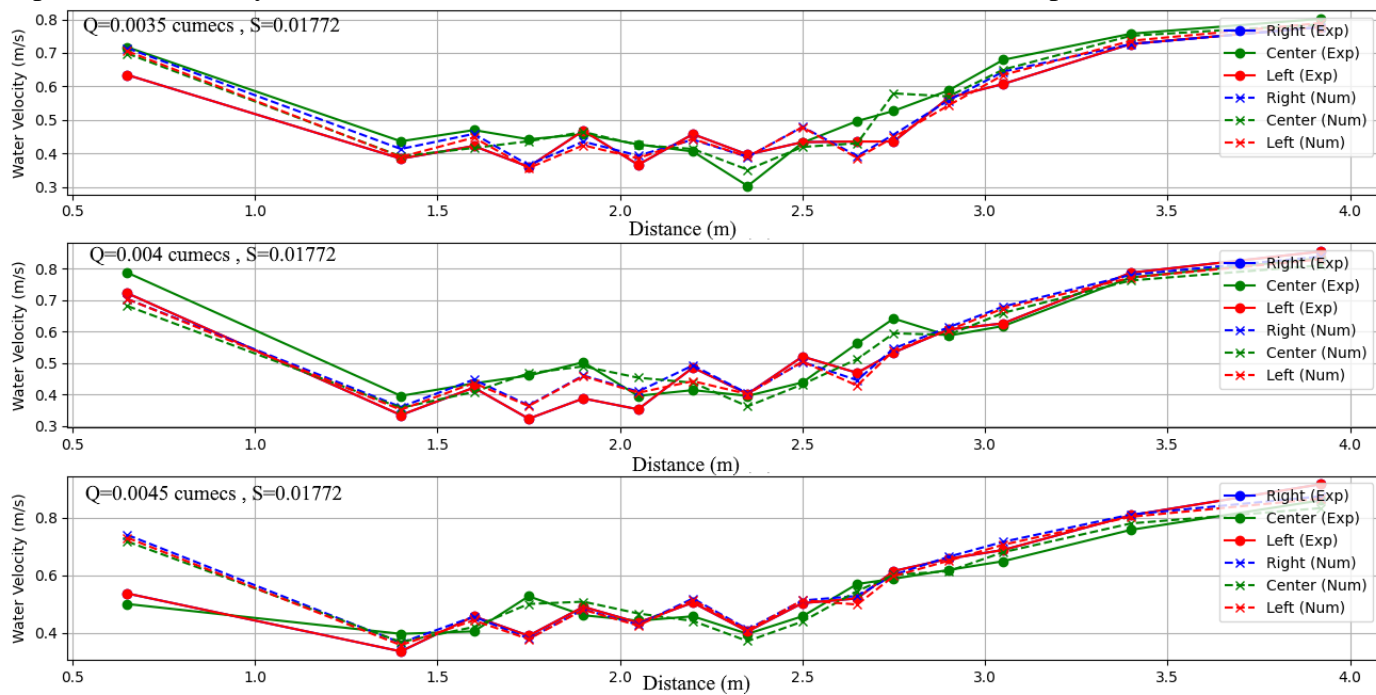 Q=0.0035 cumecs , S=0.01772
Water Velocity (m/s)
0.8
0.7
0.6
0.5
0.4
0.3
Right (Exp)
Center (Exp)
Left (Exp)
Right (Num)
Center (Num)
Left (Num)
0.5 1.0 1.5 2.0 2.5 3.0 3.5 4.0
Distance (m)
Q=0.004 cumecs , S=0.01772
Water Velocity (m/s)
0.8
0.7
0.6
0.5
0.4
0.3
Right (Exp)
Center (Exp)
Left (Exp)
Right (Num)
Center (Num)
Left (Num)
0.5 1.0 1.5 2.0 2.5 3.0 3.5 4.0
Distance (m)
Q=0.0045 cumecs , S=0.01772
Water Velocity (m/s)
0.8
0.6
0.4
Right (Exp)
Center (Exp)
Left (Exp)
Right (Num)
Center (Num)
Left (Num)
0.5 1.0 1.5 2.0 2.5 3.0 3.5 4.0
Distance (m)